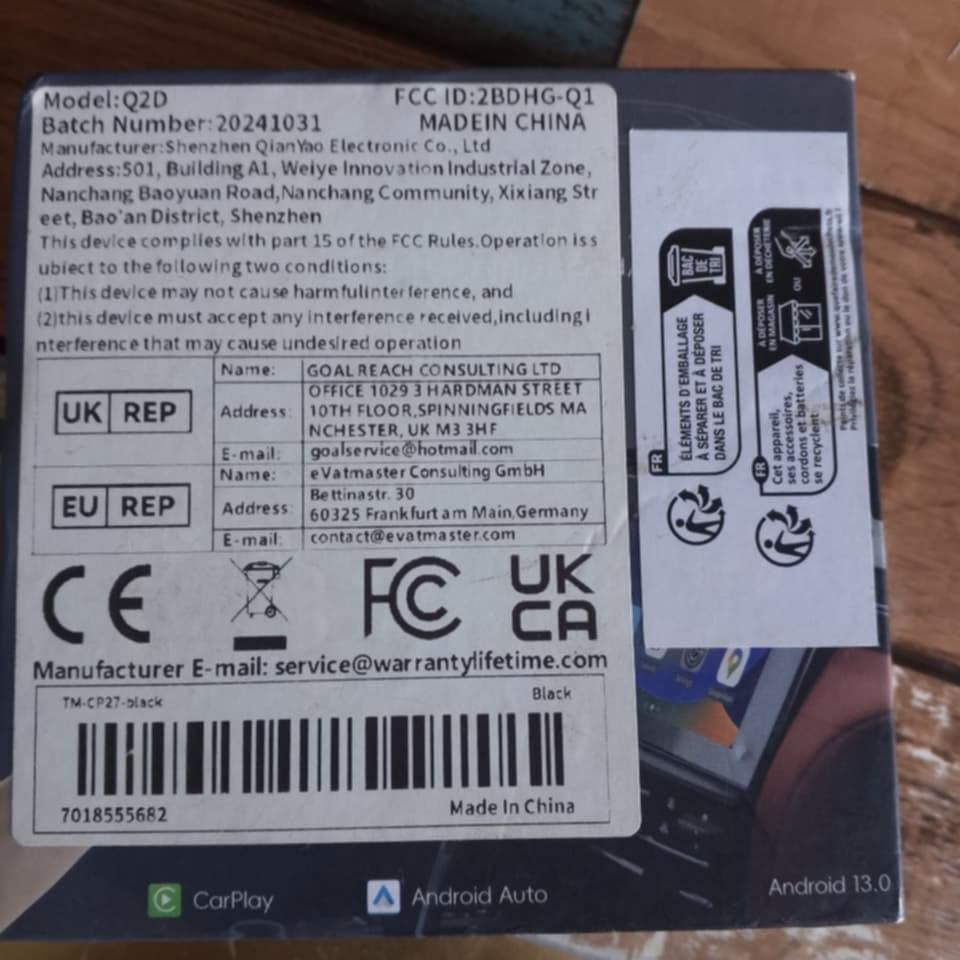 Model:Q2D FCC ID:2BDHG-Q1
Batch Number:20241031 MADEIN CHINA
Manufacturer:Shenzhen QianYao Electronic Co., Ltd
Address:501, Building A1, Weiye Innovation Industrial Zone,
Nanchang Baoyuan Road,Nanchang Community, Xixiang Str
eet, Bao'an District, Shenzhen
This device complies with part 15 of the FCC Rules.Operation is s
ubiect to the following two conditions:
(1)This device may not cause harmfulinterference, and
(2)this device must accept any interference received,including i
nterference that may cause undesired operation
UK REP
Name: GOAL REACH CONSULTING LTD
Address: OFFICE 1029 3 HARDMAN STREET
10TH FLOOR,SPINNINGFIELDS MA
NCHESTER, UK M3 3HF
E-mail: goalservice@hotmail.com
EU REP
Name: eVatmaster Consulting GmbH
Address: Bettinastr. 30
60325 Frankfurt am Main,Germany
E-mail: contact@evatmaster.com
CE FC UK
CA
Manufacturer E-mail: service@warrantylifetime.com
TM-CP27-black Black
7018555682 Made In China
CarPlay Android Auto Android 13.0
FR
ÉLÉMENTS D'EMBALLAGE
À SÉPARER ET À DÉPOSER
DANS LE BAC DE TRI
BAC
DE
TRI
FR
Cet appareil,
ses accessoires,
cordons et batteries
se recyclent
À DÉPOSER
EN MAGASIN
OU
À DÉPOSER
EN DÉCHÈTERIE